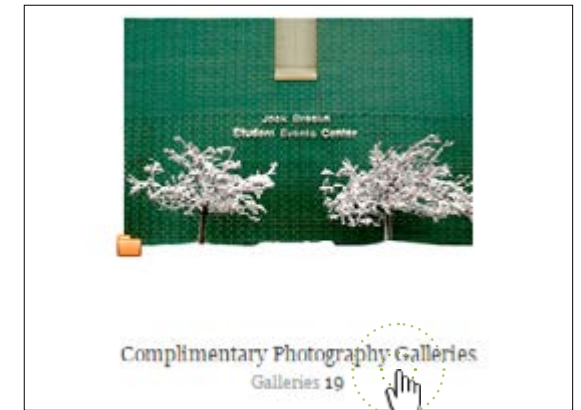 Jack Breslin
Student Events Center
Complimentary Photography Galleries
Galleries 19